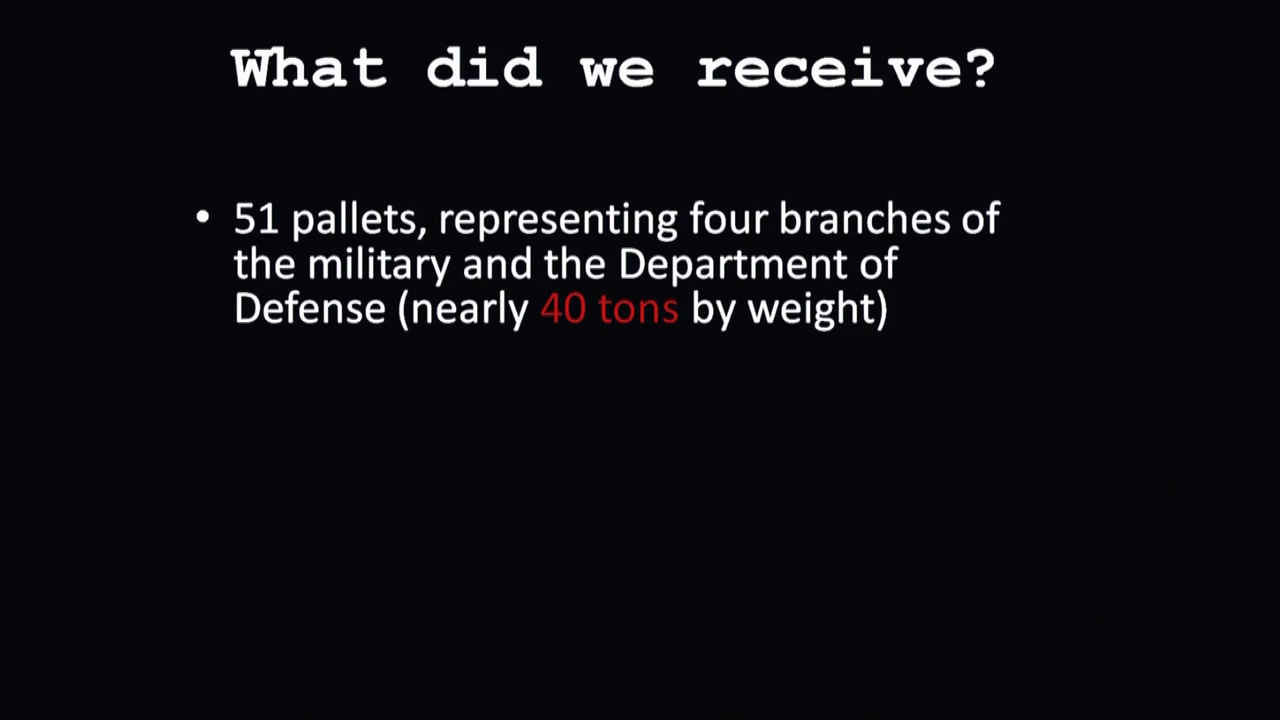 What did we receive?
• 51 pallets, representing four branches of
the military and the Department of
Defense (nearly 40 tons by weight)